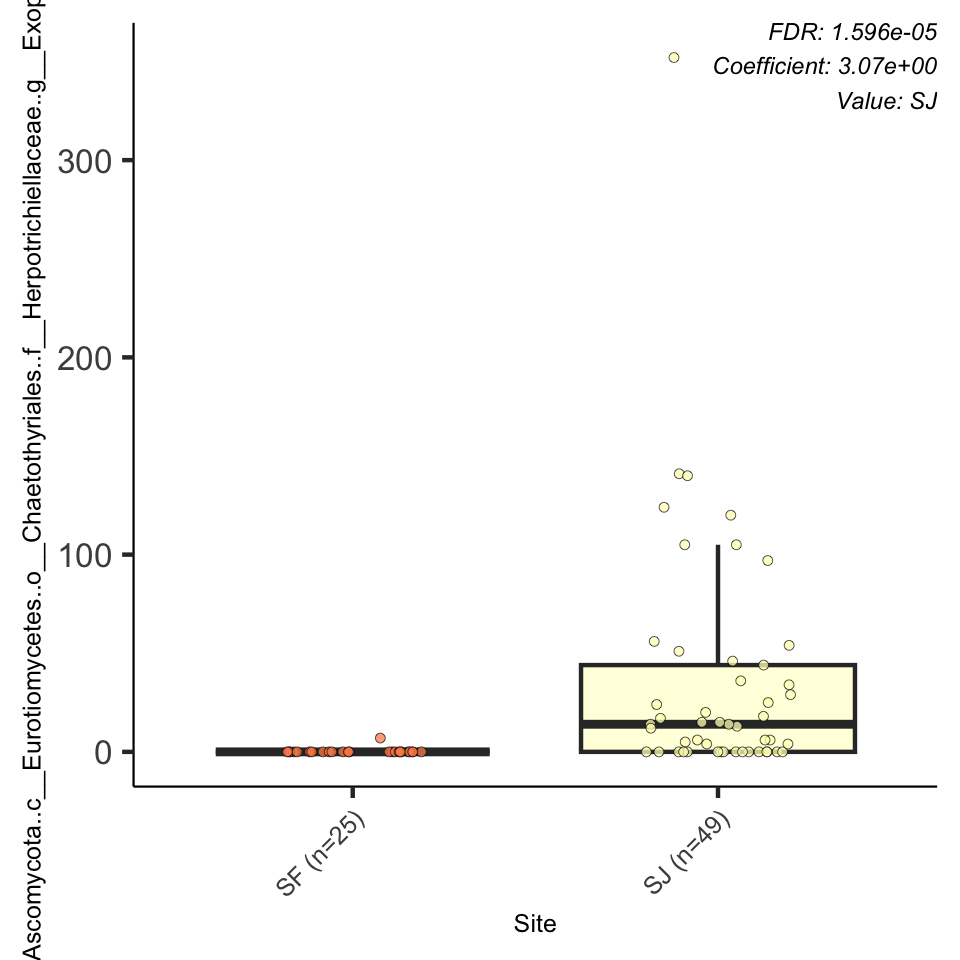 FDR: 1.596e-05
Coefficient: 3.07e+00
Value: SJ
Ascomycota..c__Eurotiomycetes..o__Chaetothyriales..f__Herpotrichiellaceae..g__Exop
300
200
100
0
SF (n=25)
SJ (n=49)
Site